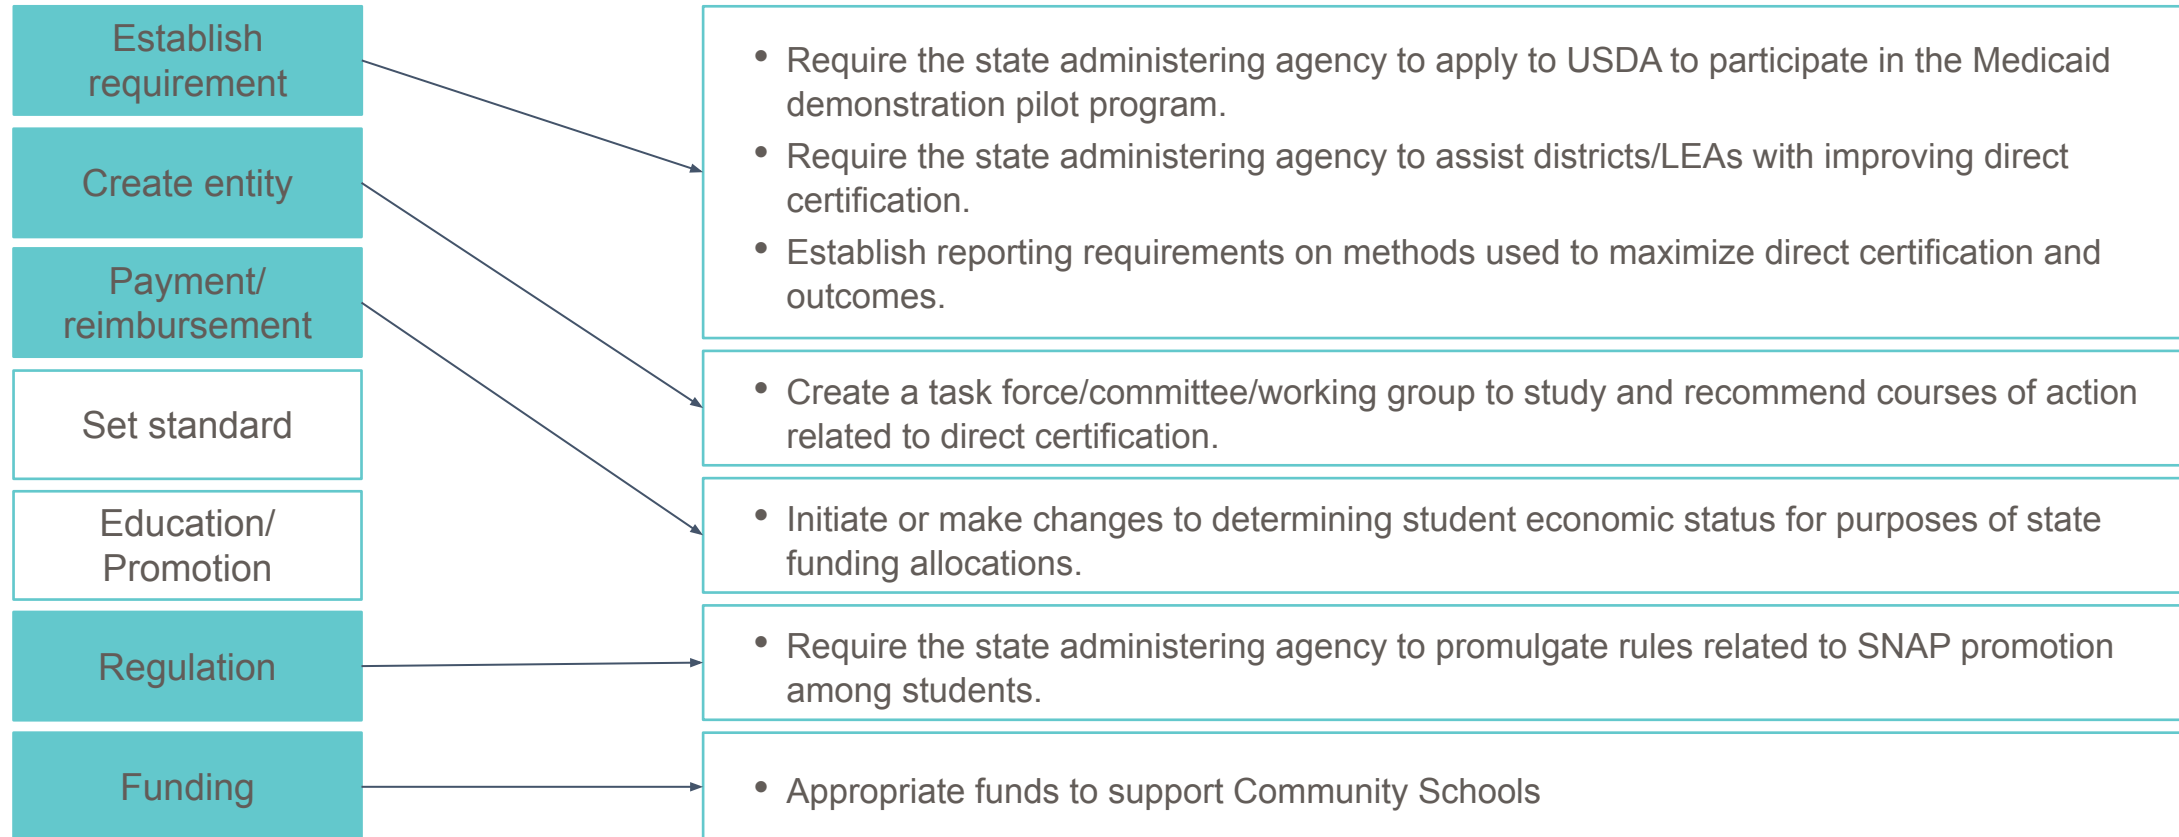 Establish
requirement
Create entity
Payment/
reimbursement
Set standard
Education/
Promotion
Regulation
Funding
• Require the state administering agency to apply to USDA to participate in the Medicaid
demonstration pilot program.
• Require the state administering agency to assist districts/LEAs with improving direct
certification.
• Establish reporting requirements on methods used to maximize direct certification and
outcomes.
• Create a task force/committee/working group to study and recommend courses of action
related to direct certification.
• Initiate or make changes to determining student economic status for purposes of state
funding allocations.
• Require the state administering agency to promulgate rules related to SNAP promotion
among students.
• Appropriate funds to support Community Schools